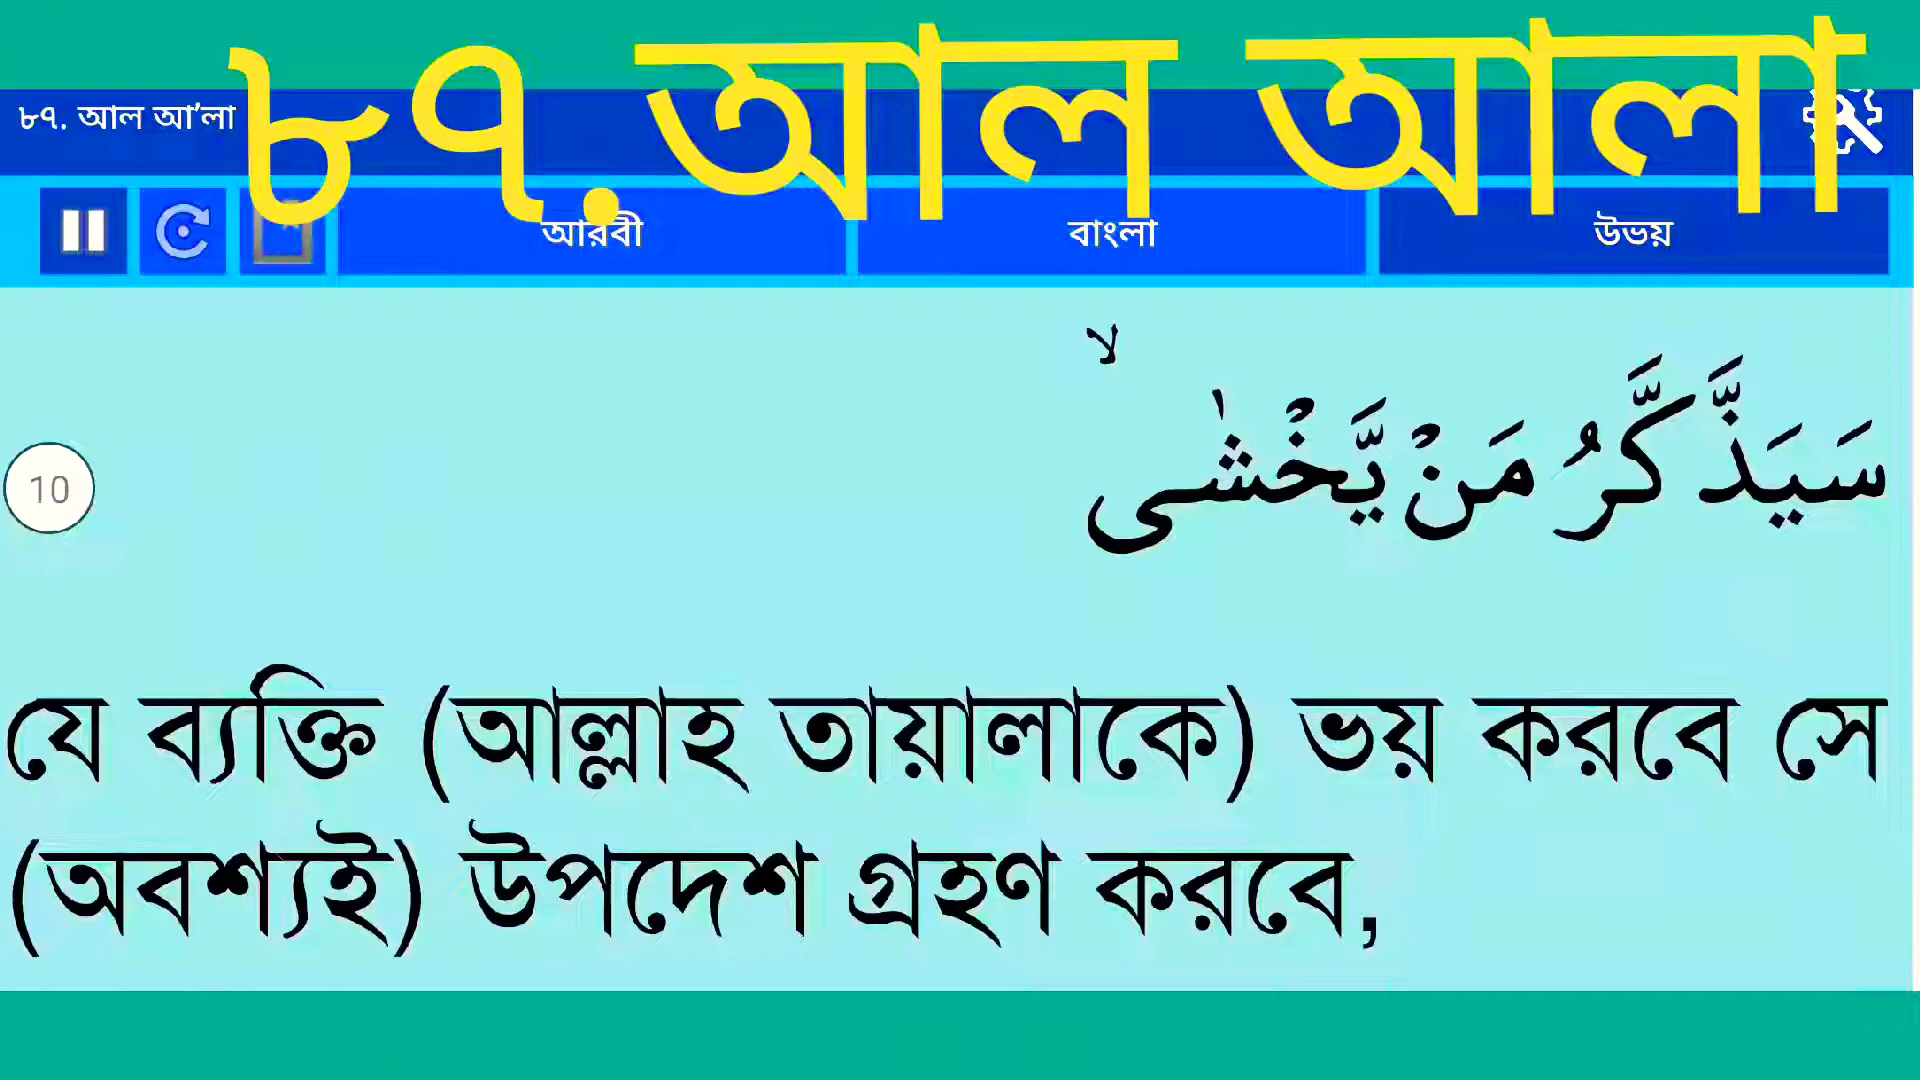 ৮৭.আল আলা
৮৭. আল আ'লা
আরবী
বাংলা
উভয়
سَيَذَّكَّرُ مَنۡ يَّخۡشٰىۙ‏
10
যে ব্যক্তি (আল্লাহ তায়ালাকে) ভয় করবে সে
(অবশ্যই) উপদেশ গ্রহণ করবে,